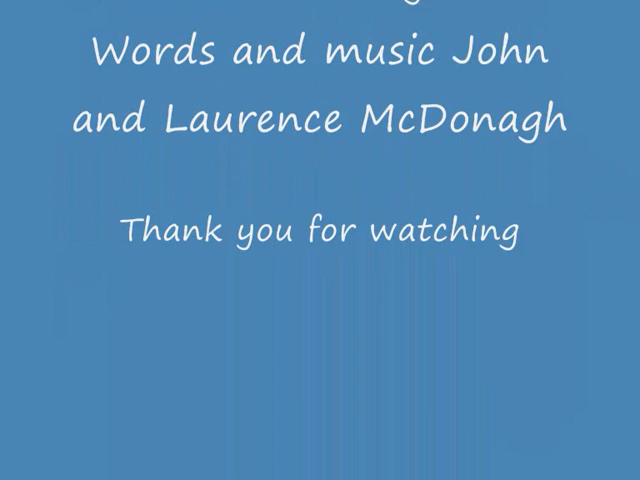 Words and music John
and Laurence McDonagh
Thank you for watching